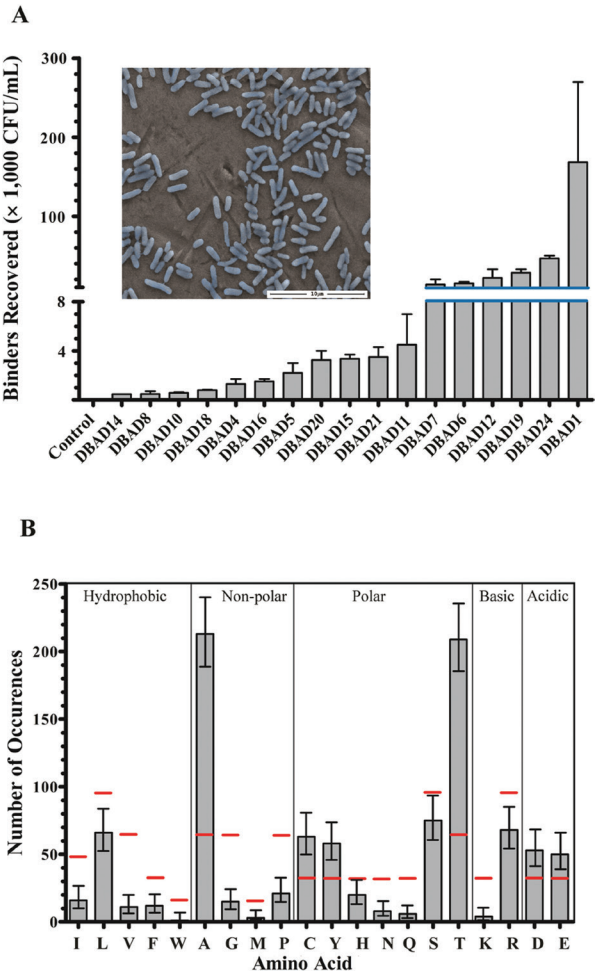 A
Binders Recovered (× 1,000 CFU/mL)
300
200
100
8
4
10µm
Control
DBAD14
DBAD8
DBAD10
DBAD18
DBAD4
DBAD16
DBAD5
DBAD20
DBAD15
DBAD21
DBAD11
DBAD7
DBAD6
DBAD12
DBAD19
DBAD24
DBAD1
B
Number of Occurences
250
200
150
100
50
0
Hydrophobic Non-polar Polar Basic Acidic
I L V F W A G M P C Y H N Q S T K R D E
Amino Acid